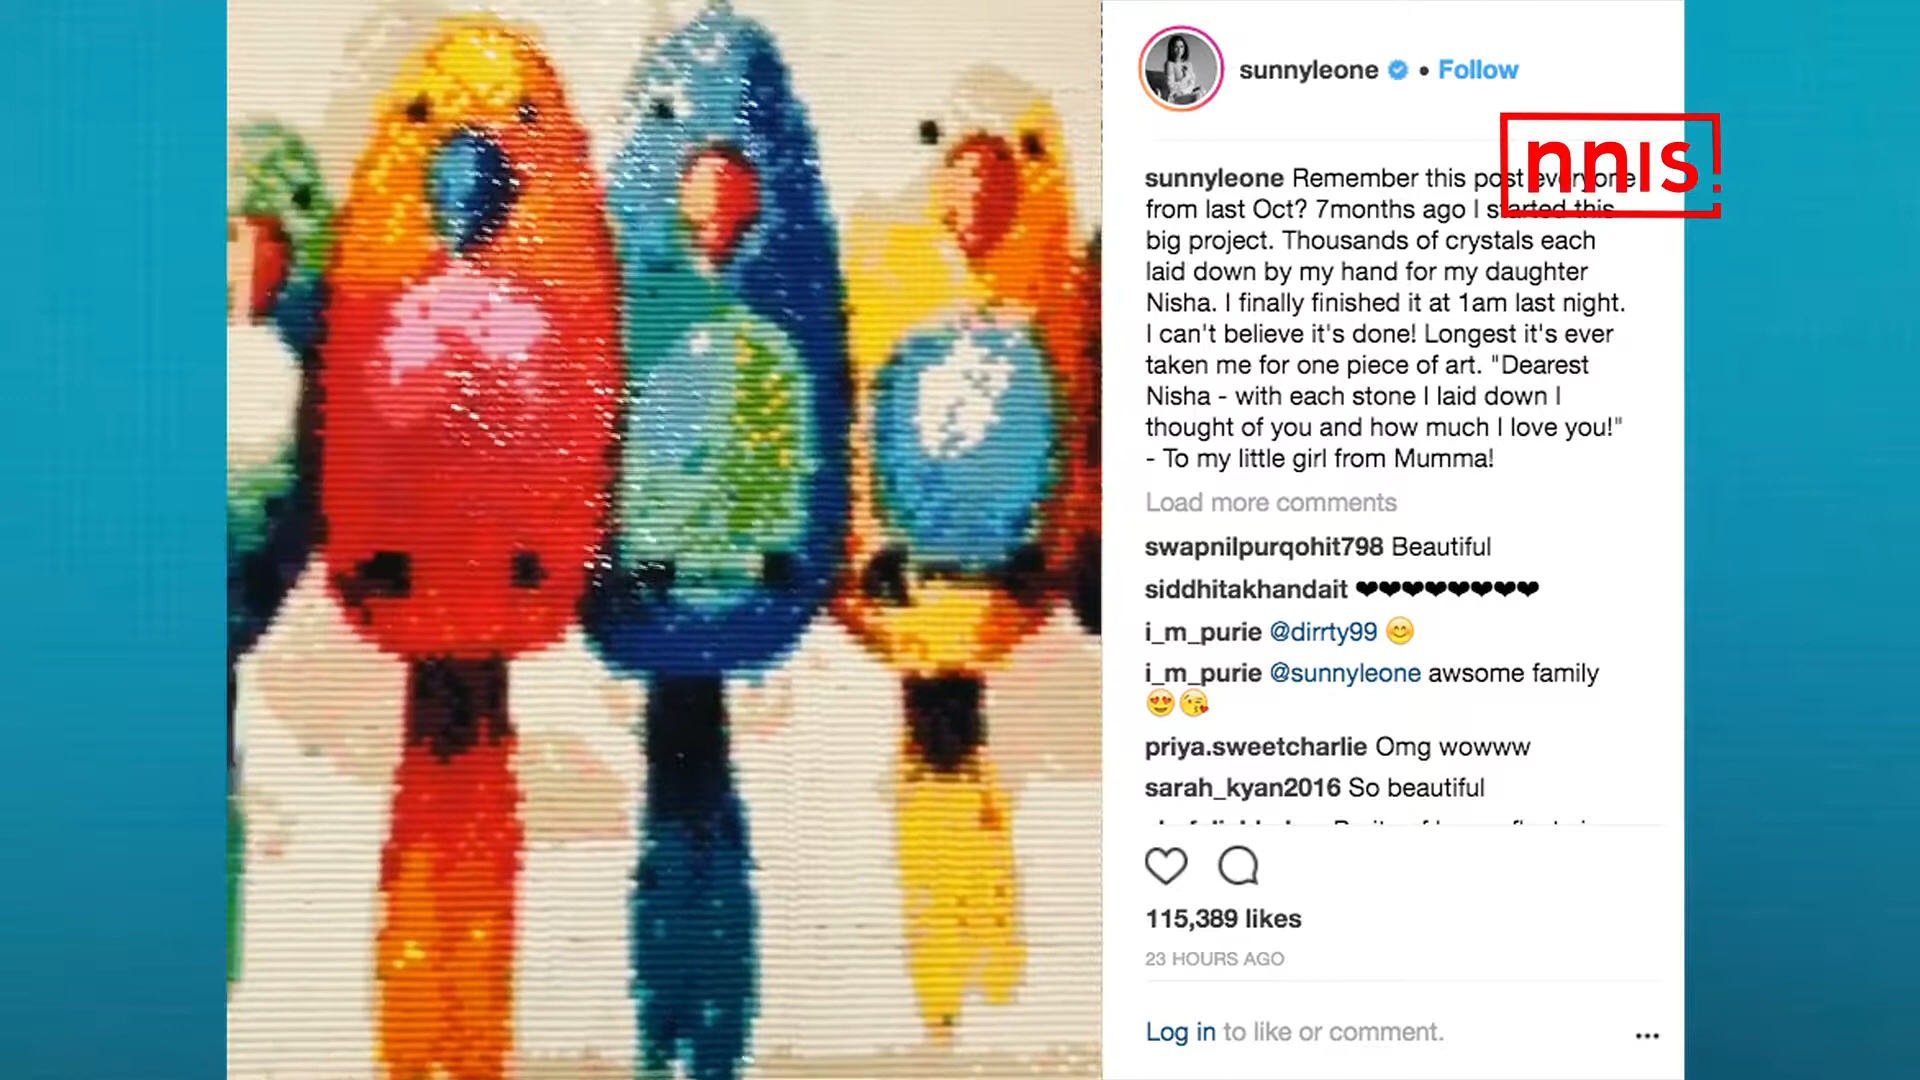 sunnyleone • Follow
nnis
sunnyleone Remember this post everyone
from last Oct? 7months ago I started this
big project. Thousands of crystals each
laid down by my hand for my daughter
Nisha. I finally finished it at 1am last night.
I can't believe it's done! Longest it's ever
taken me for one piece of art. "Dearest
Nisha - with each stone I laid down I
thought of you and how much I love you!"
- To my little girl from Mumma!
Load more comments
swapnilpurqohit798 Beautiful
siddhitakhandait ❤❤❤❤❤❤❤❤
i_m_purie @dirrty99 😊
i_m_purie @sunnyleone awsome family
😍😘
priya.sweetcharlie Omg wowww
sarah_kyan2016 So beautiful
115,389 likes
23 HOURS AGO
Log in to like or comment.
...